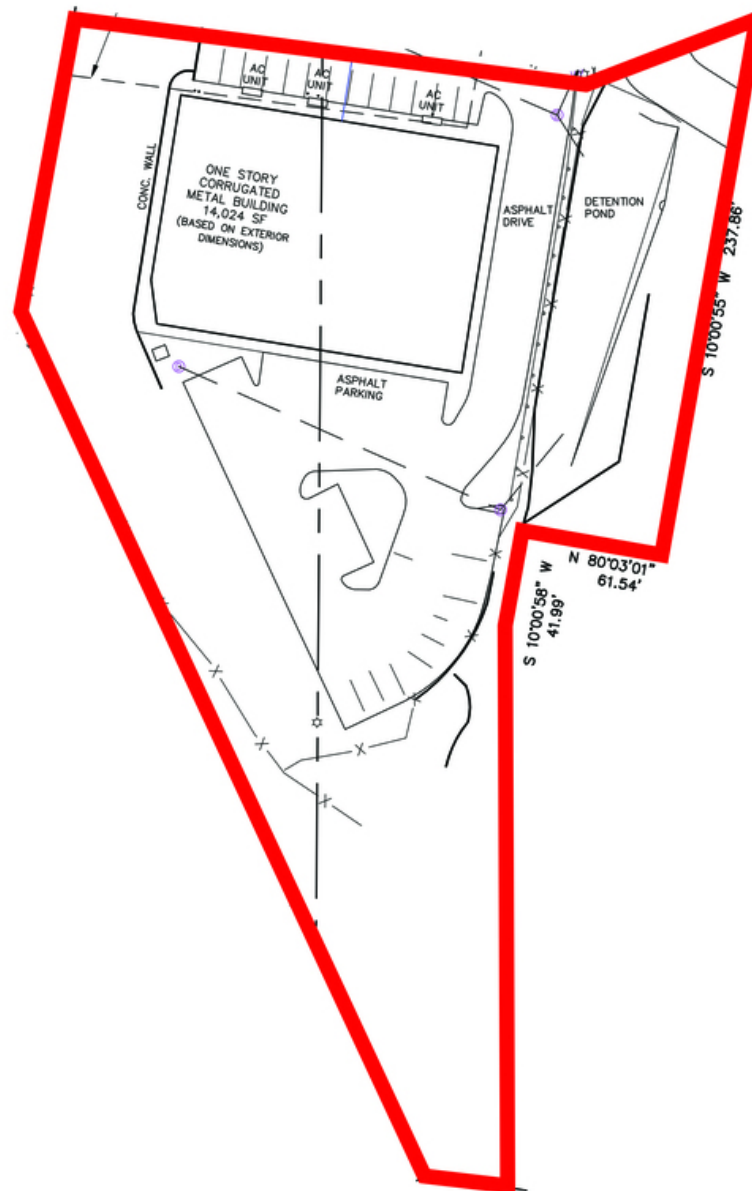 AC
UNIT
AC
UNIT
AC
UNIT
CONC. WALL
ONE STORY
CORRUGATED
METAL BUILDING
14,024 SF
(BASED ON EXTERIOR
DIMENSIONS)
ASPHALT
DRIVE
DETENTION
POND
S 10°00'55" W 237.86'
ASPHALT
PARKING
N 80°03'01"
61.54'
S 10°00'58" W
41.99'